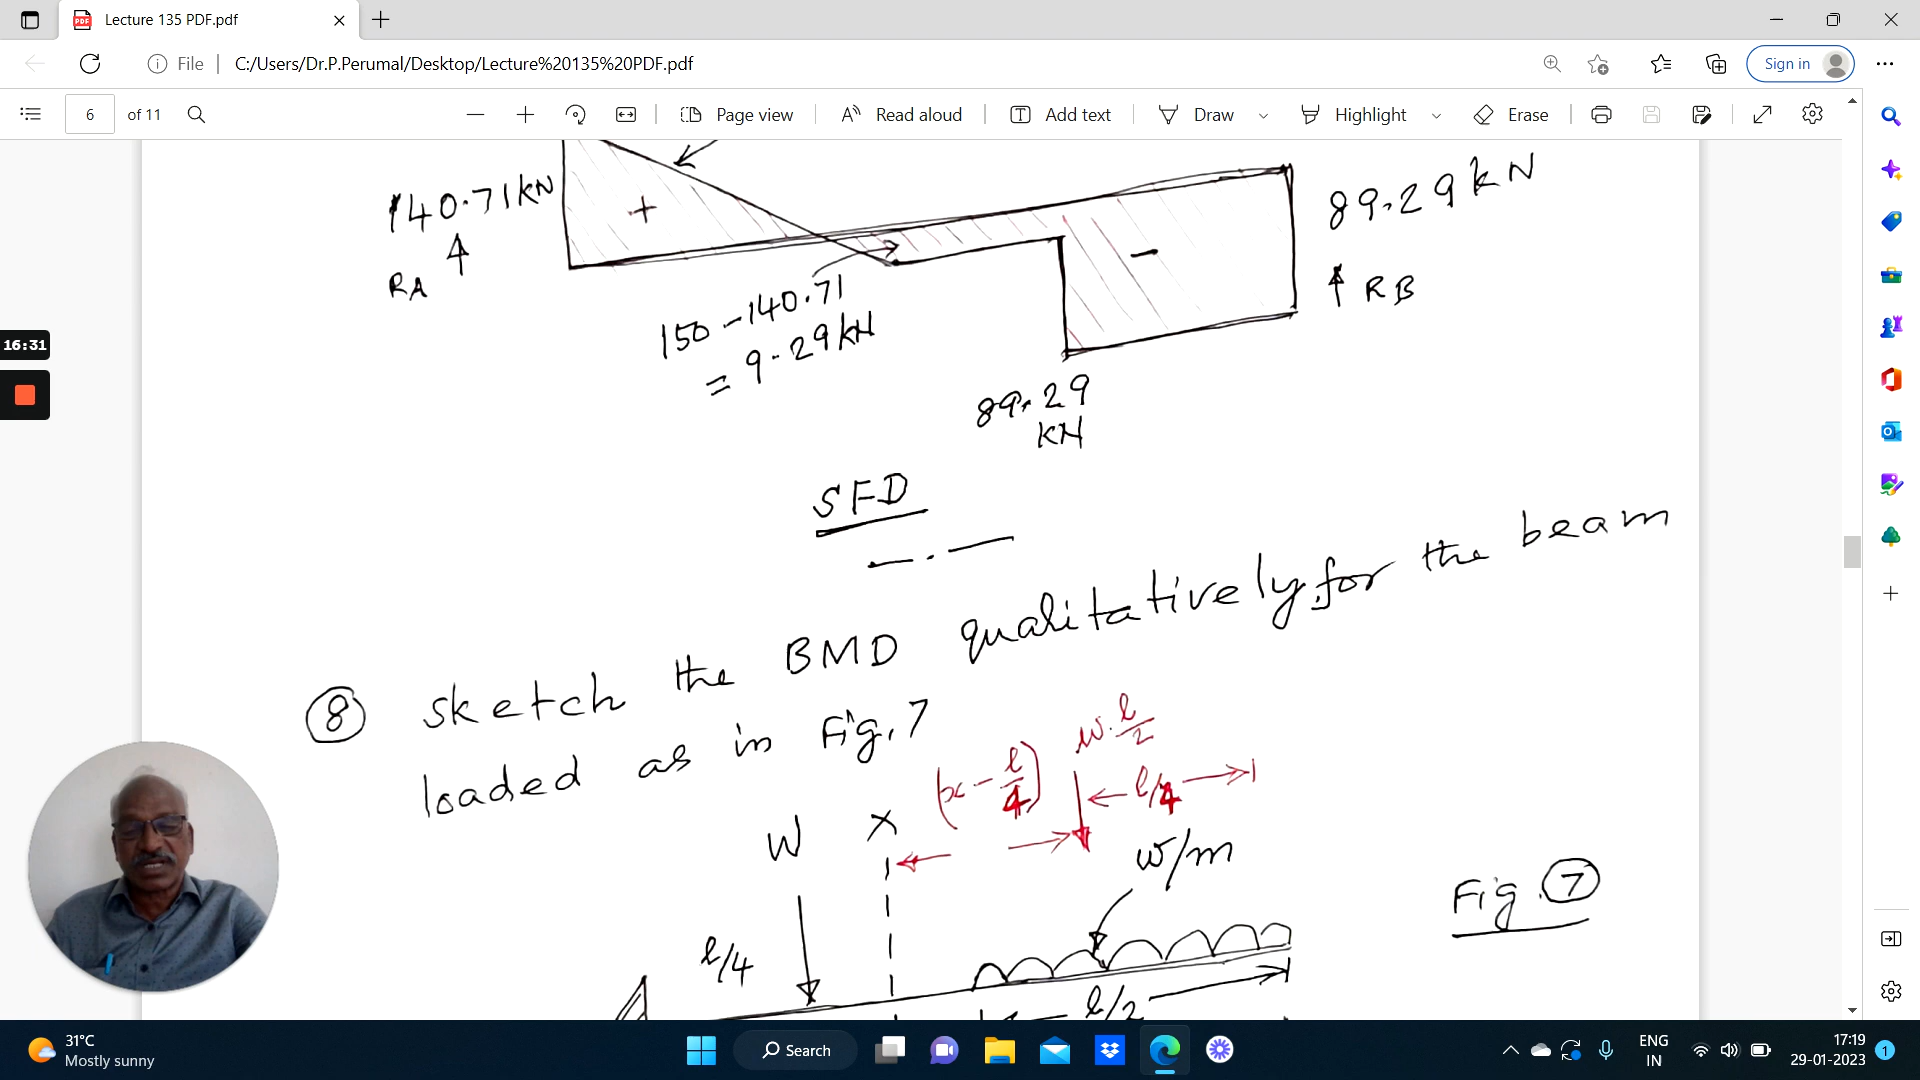 Lecture 135 PDF.pdf
File
C:/Users/Dr.P.Perumal/Desktop/Lecture%20135%20PDF.pdf
Sign in
6 of 11
Page view
Read aloud
Add text
Draw
Highlight
Erase
140.71 kN
RA
+
−
89.29 kN
RB
150 − 140.71
= 9.29 kN
89.29
KN
16:31
SFD
⑧ sketch the BMD qualitatively for the beam
loaded as in Fig. 7
W
X
(x − l/4)
w. l/2
l/4
w/m
Fig. ⑦
l/4
l/2
31°C
Mostly sunny
Search
ENG
IN
17:19
29-01-2023
1